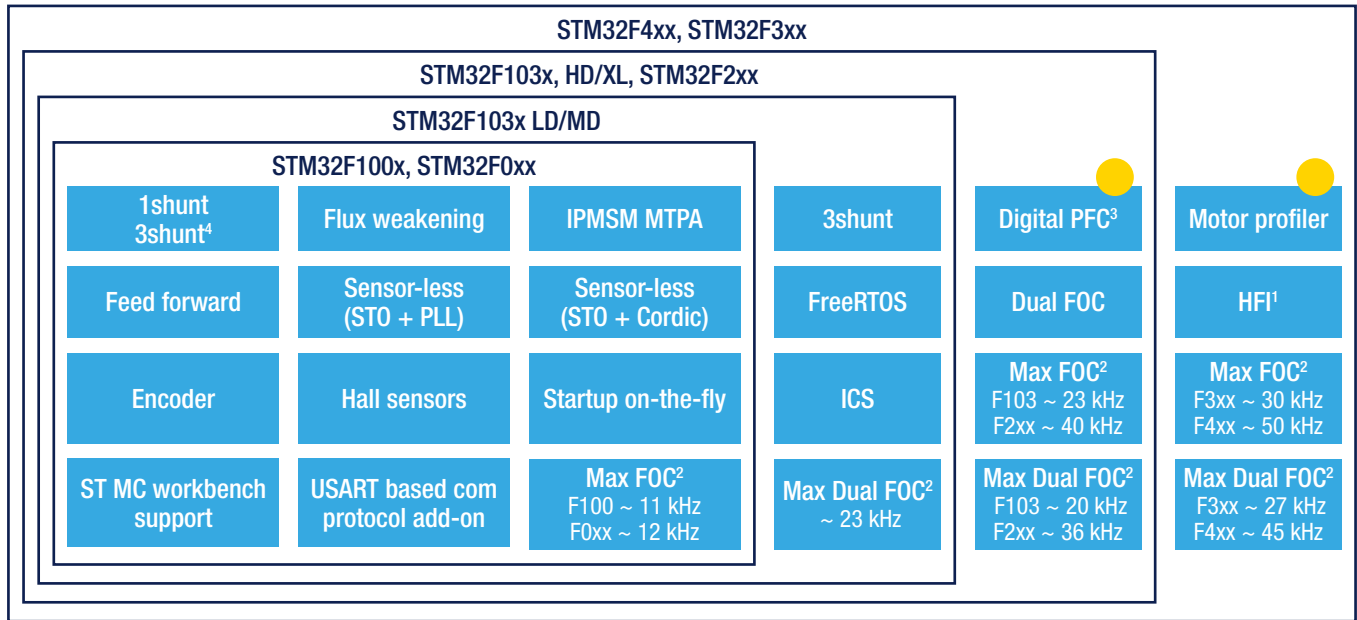 STM32F4xx, STM32F3xx
STM32F103x, HD/XL, STM32F2xx
STM32F103x LD/MD
STM32F100x, STM32F0xx
1shunt
3shunt⁴
Flux weakening
IPMSM MTPA
3shunt
Digital PFC³
Motor profiler
Feed forward
Sensor-less
(STO + PLL)
Sensor-less
(STO + Cordic)
FreeRTOS
Dual FOC
HFI¹
Encoder
Hall sensors
Startup on-the-fly
ICS
Max FOC²
F103 ~ 23 kHz
F2xx ~ 40 kHz
Max FOC²
F3xx ~ 30 kHz
F4xx ~ 50 kHz
ST MC workbench
support
USART based com
protocol add-on
Max FOC²
F100 ~ 11 kHz
F0xx ~ 12 kHz
Max Dual FOC²
~ 23 kHz
Max Dual FOC²
F103 ~ 20 kHz
F2xx ~ 36 kHz
Max Dual FOC²
F3xx ~ 27 kHz
F4xx ~ 45 kHz